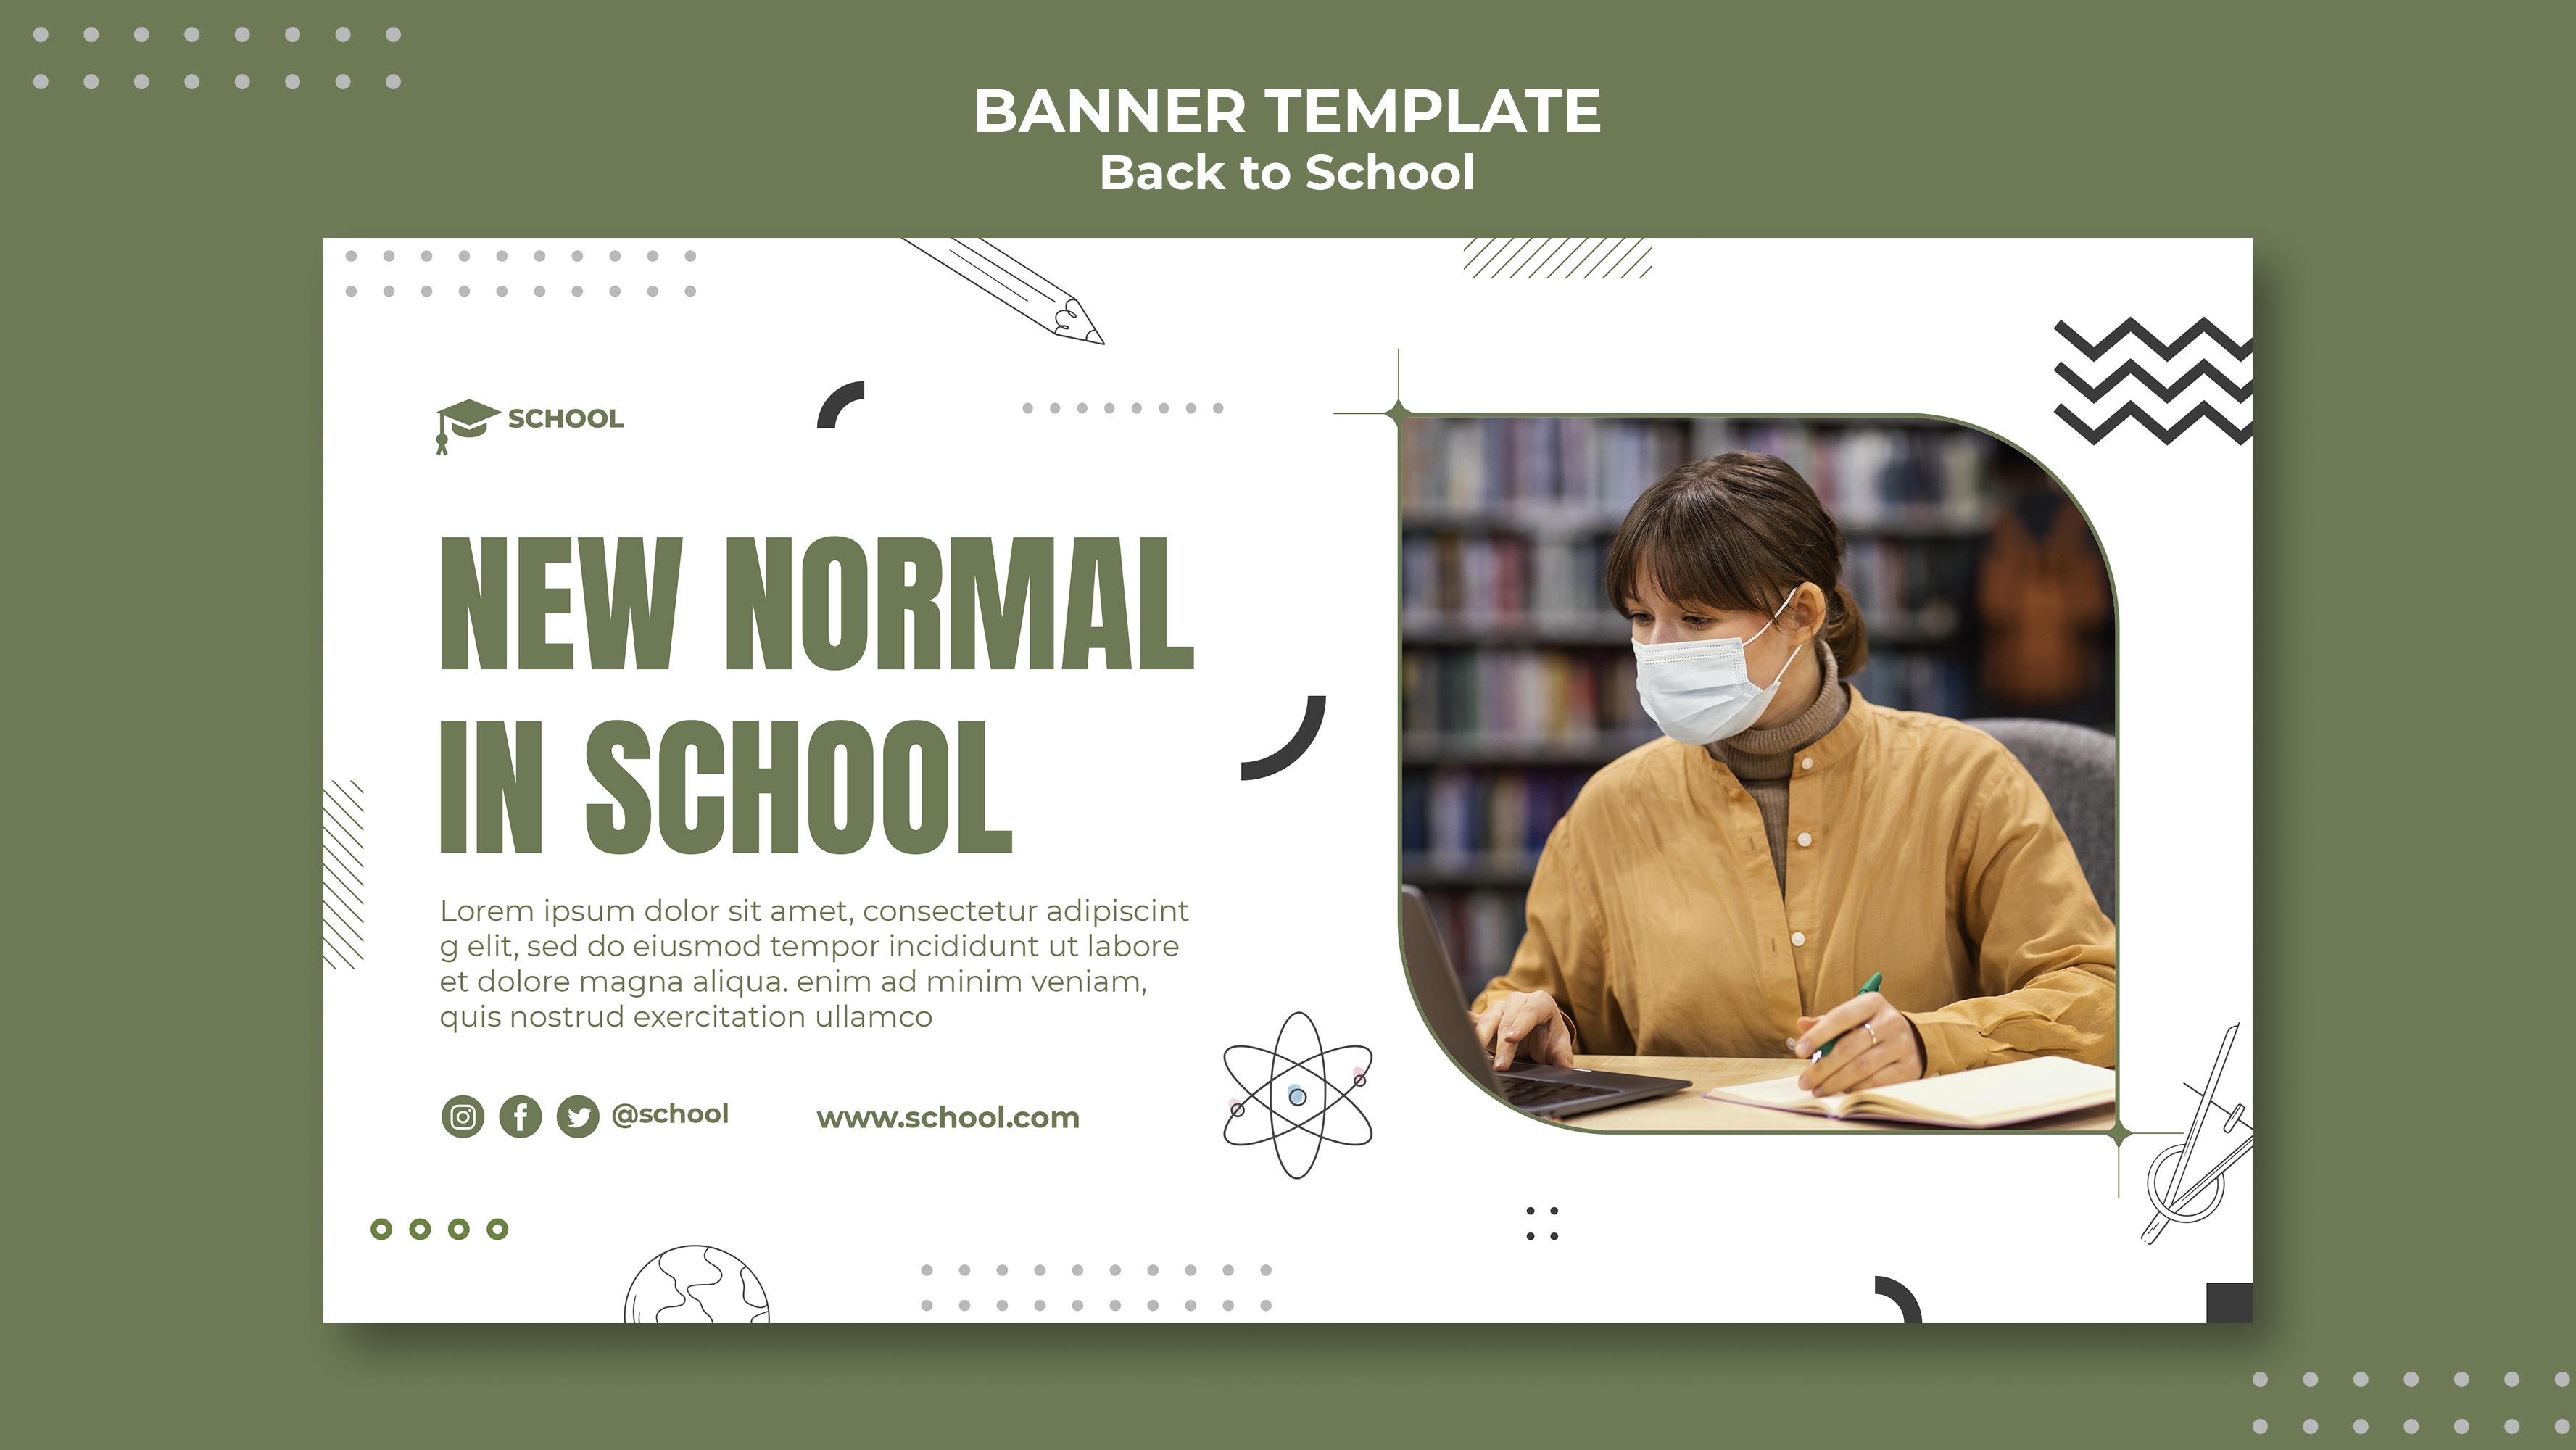 BANNER TEMPLATE
Back to School
SCHOOL
NEW NORMAL
IN SCHOOL
Lorem ipsum dolor sit amet, consectetur adipiscint
g elit, sed do eiusmod tempor incididunt ut labore
et dolore magna aliqua. enim ad minim veniam,
quis nostrud exercitation ullamco
@school
www.school.com